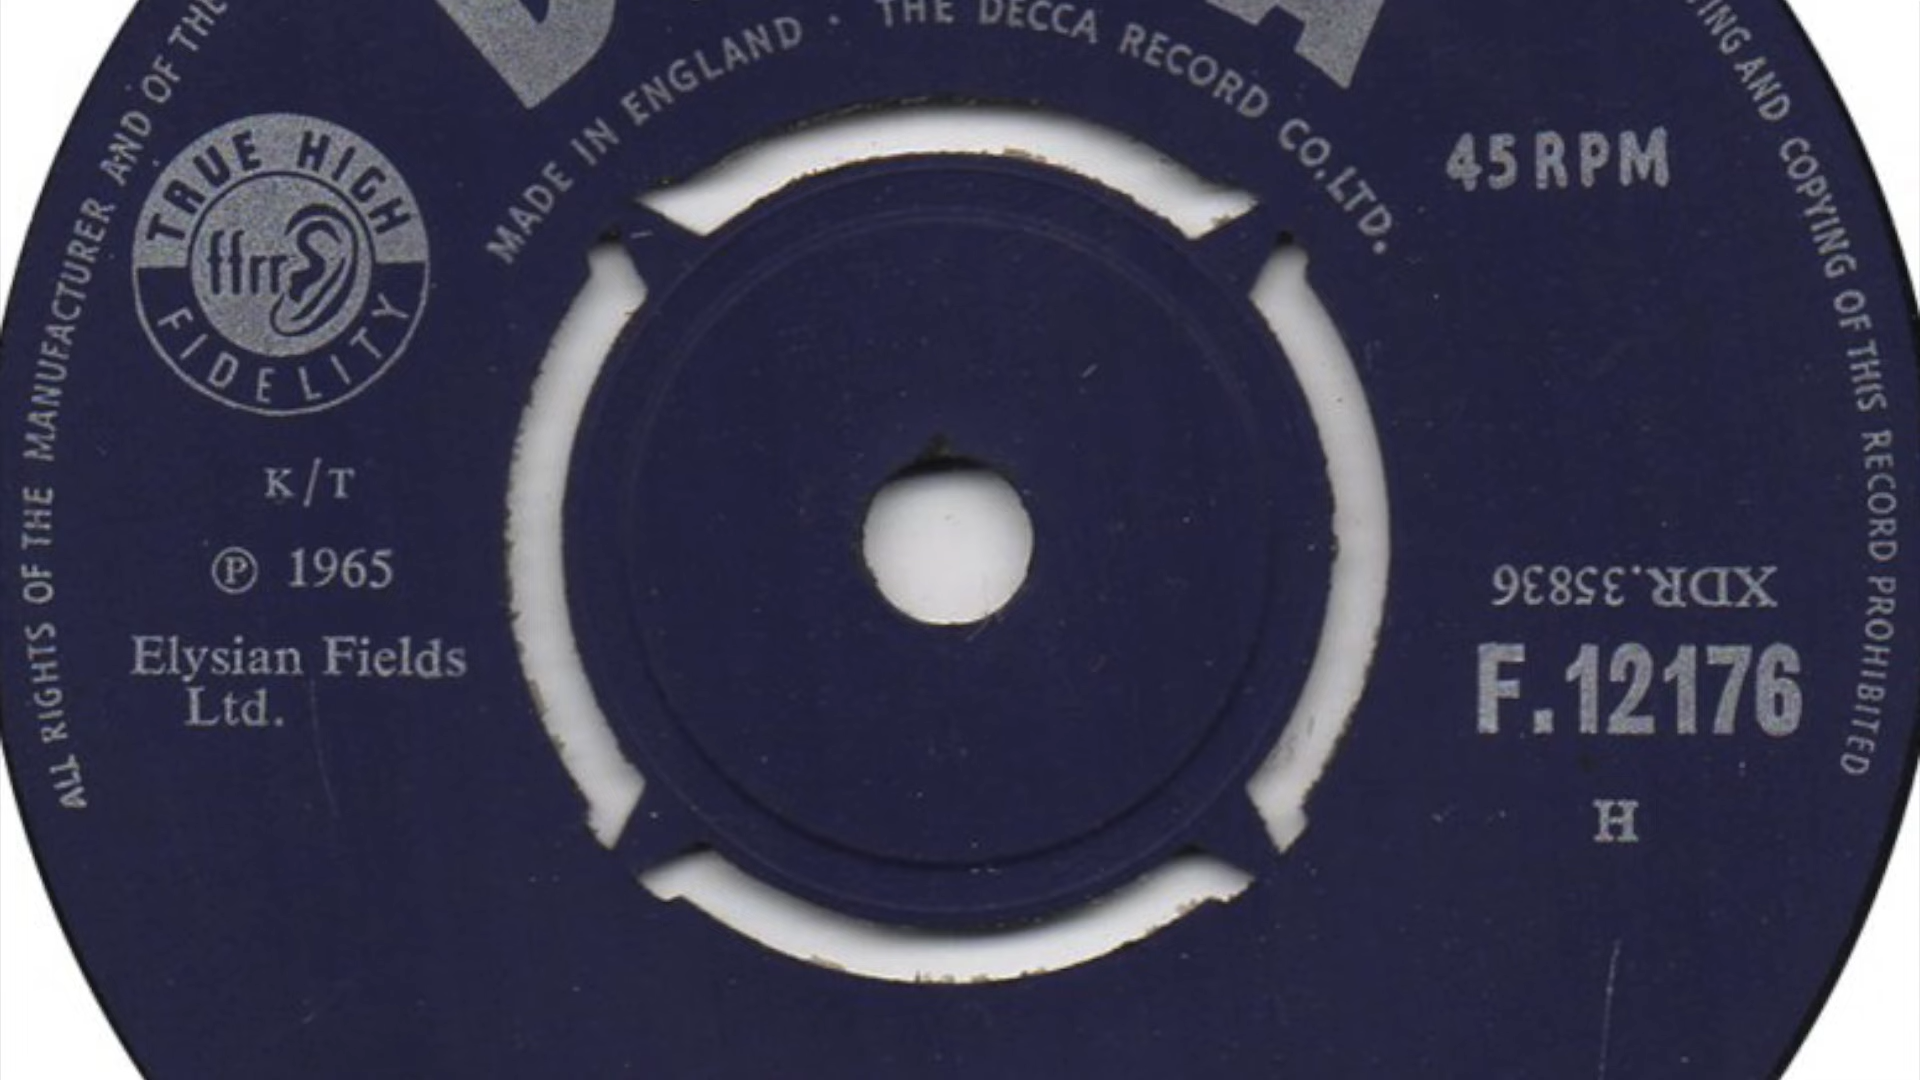 MADE IN ENGLAND · THE DECCA RECORD CO. LTD.
ALL RIGHTS OF THE MANUFACTURER AND OF THE
AND COPYING OF THIS RECORD PROHIBITED
TRUE HIGH
ffrr
FIDELITY
45 RPM
K/T
℗ 1965
Elysian Fields
Ltd.
XDR.35836
F.12176
H